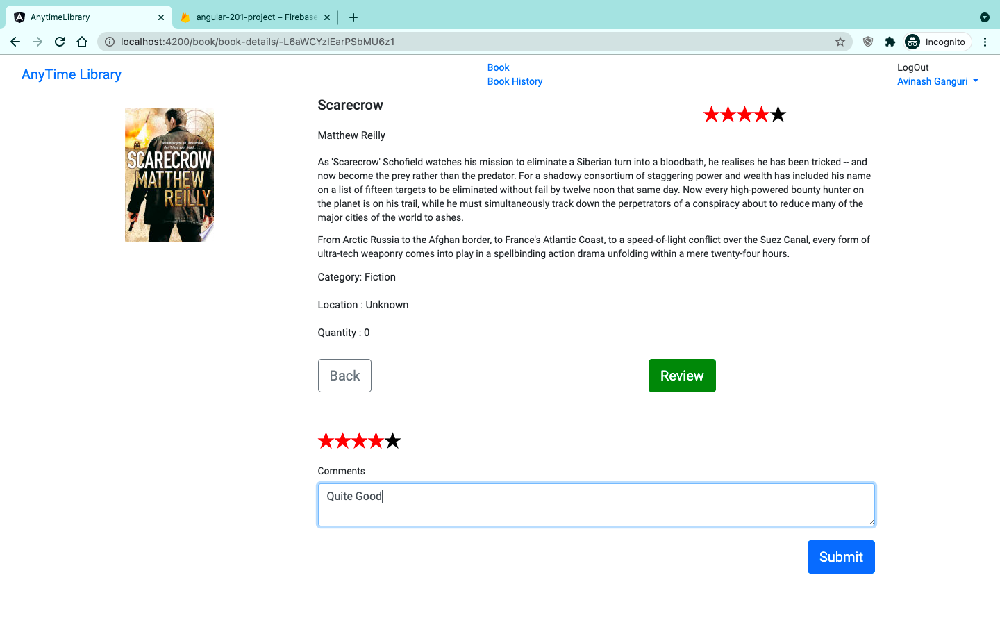 AnytimeLibrary
angular-201-project – Firebase
localhost:4200/book/book-details/-L6aWCYzIEarPSbMU6z1
Incognito
AnyTime Library
Book
Book History
LogOut
Avinash Ganguri
"Whatever you do, Scarecrow,
don't lose your head...
SCARECROW
MATTHEW
REILLY
Scarecrow
Matthew Reilly
As 'Scarecrow' Schofield watches his mission to eliminate a Siberian turn into a bloodbath, he realises he has been tricked -- and
now become the prey rather than the predator. For a shadowy consortium of staggering power and wealth has included his name
on a list of fifteen targets to be eliminated without fail by twelve noon that same day. Now every high-powered bounty hunter on
the planet is on his trail, while he must simultaneously track down the perpetrators of a conspiracy about to reduce many of the
major cities of the world to ashes.
From Arctic Russia to the Afghan border, to France's Atlantic Coast, to a speed-of-light conflict over the Suez Canal, every form of
ultra-tech weaponry comes into play in a spellbinding action drama unfolding within a mere twenty-four hours.
Category: Fiction
Location : Unknown
Quantity : 0
Back
Review
Comments
Quite Good
Submit